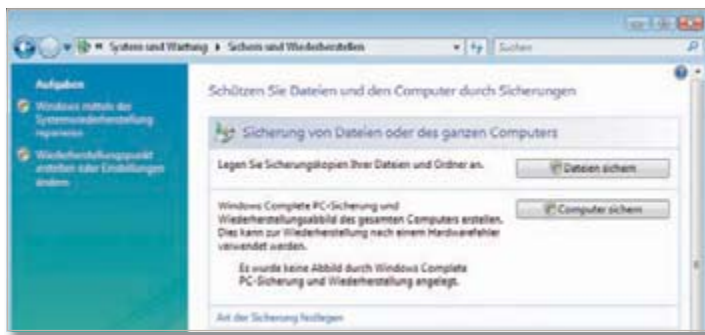 « System und Wartung ▸ Sichern und Wiederherstellen
Suchen
Aufgaben
Windows mittels der
Systemwiederherstellung
reparieren
Wiederherstellungspunkt
erstellen oder Einstellungen
ändern
Schützen Sie Dateien und den Computer durch Sicherungen
Sicherung von Dateien oder des ganzen Computers
Legen Sie Sicherungskopien Ihrer Dateien und Ordner an.
Dateien sichern
Windows Complete PC-Sicherung und
Wiederherstellungsabbild des gesamten Computers erstellen.
Dies kann zur Wiederherstellung nach einem Hardwarefehler
verwendet werden.
Computer sichern
Es wurde keine Abbild durch Windows Complete
PC-Sicherung und Wiederherstellung angelegt.
Art der Sicherung festlegen